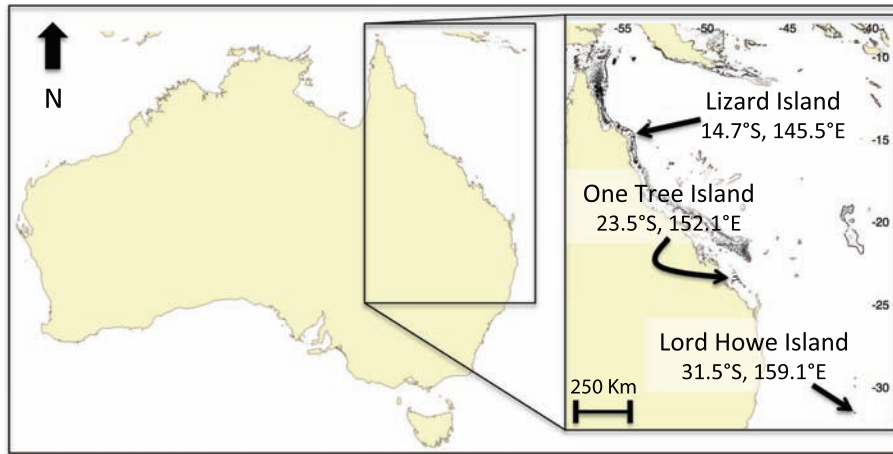 N
-55
-50
-45
-40
-10
Lizard Island
14.7°S, 145.5°E
-15
One Tree Island
23.5°S, 152.1°E
-20
-25
Lord Howe Island
31.5°S, 159.1°E
-30
250 Km